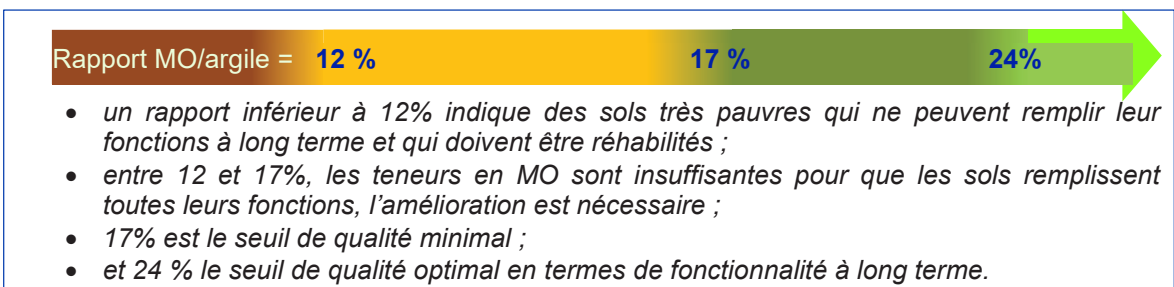 Rapport MO/argile = 12 % 17 % 24%
• un rapport inférieur à 12% indique des sols très pauvres qui ne peuvent remplir leur
fonctions à long terme et qui doivent être réhabilités ;
• entre 12 et 17%, les teneurs en MO sont insuffisantes pour que les sols remplissent
toutes leurs fonctions, l’amélioration est nécessaire ;
• 17% est le seuil de qualité minimal ;
• et 24 % le seuil de qualité optimal en termes de fonctionnalité à long terme.